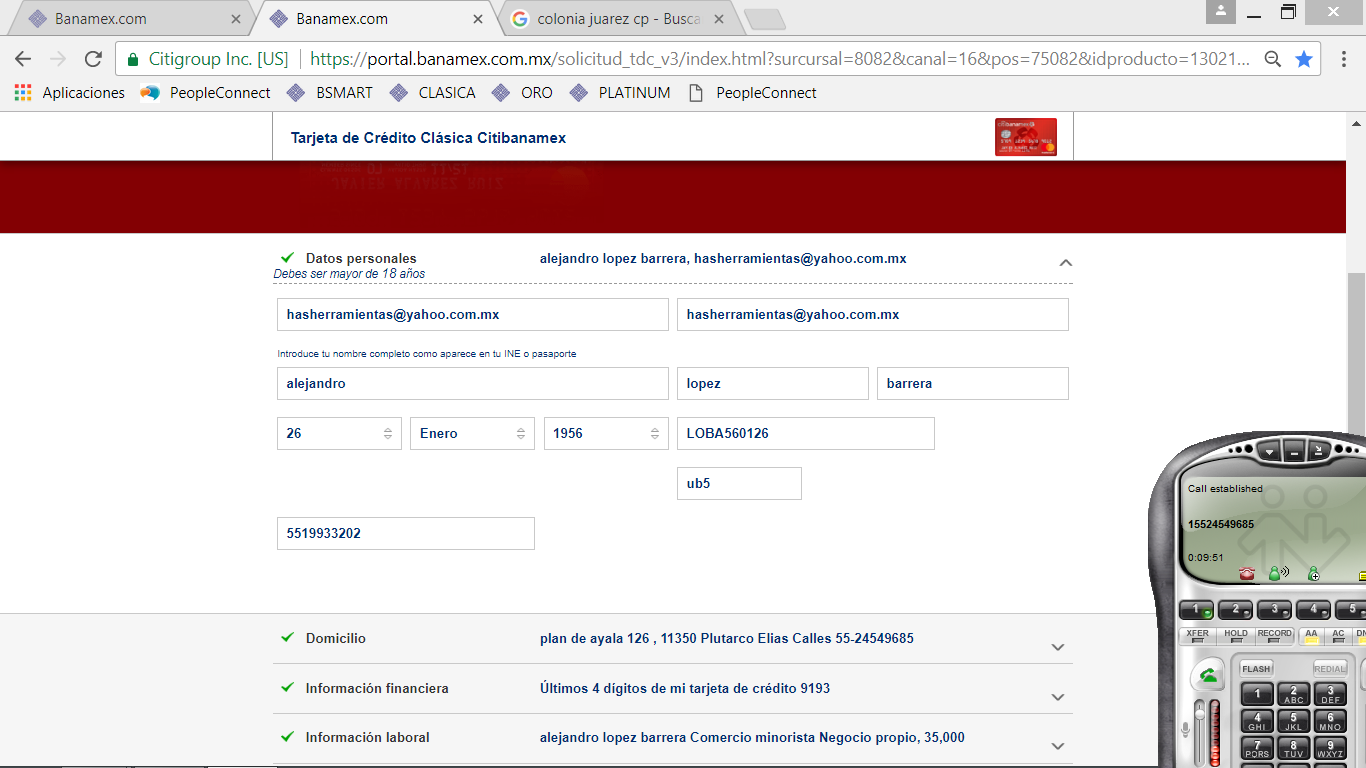 Banamex.com
Banamex.com
colonia juarez cp - Busca
Citigroup Inc. [US] https://portal.banamex.com.mx/solicitud_tdc_v3/index.html?surcursal=8082&canal=16&pos=75082&idproducto=13021...
Aplicaciones PeopleConnect BSMART CLASICA ORO PLATINUM PeopleConnect
Tarjeta de Crédito Clásica Citibanamex
Datos personales alejandro lopez barrera, hasherramientas@yahoo.com.mx
Debes ser mayor de 18 años
hasherramientas@yahoo.com.mx hasherramientas@yahoo.com.mx
Introduce tu nombre completo como aparece en tu INE o pasaporte
alejandro lopez barrera
26 Enero 1956 LOBA560126
ub5
5519933202
Domicilio plan de ayala 126 , 11350 Plutarco Elias Calles 55-24549685
Información financiera Últimos 4 dígitos de mi tarjeta de crédito 9193
Información laboral alejandro lopez barrera Comercio minorista Negocio propio, 35,000
Call established
15524549685
0:09:51
1 2 3 4 5
XFER HOLD RECORD AA AC DN
FLASH REDIAL
1 2 ABC 3 DEF
4 GHI 5 JKL 6 MNO
7 PQRS 8 TUV 9 WXYZ